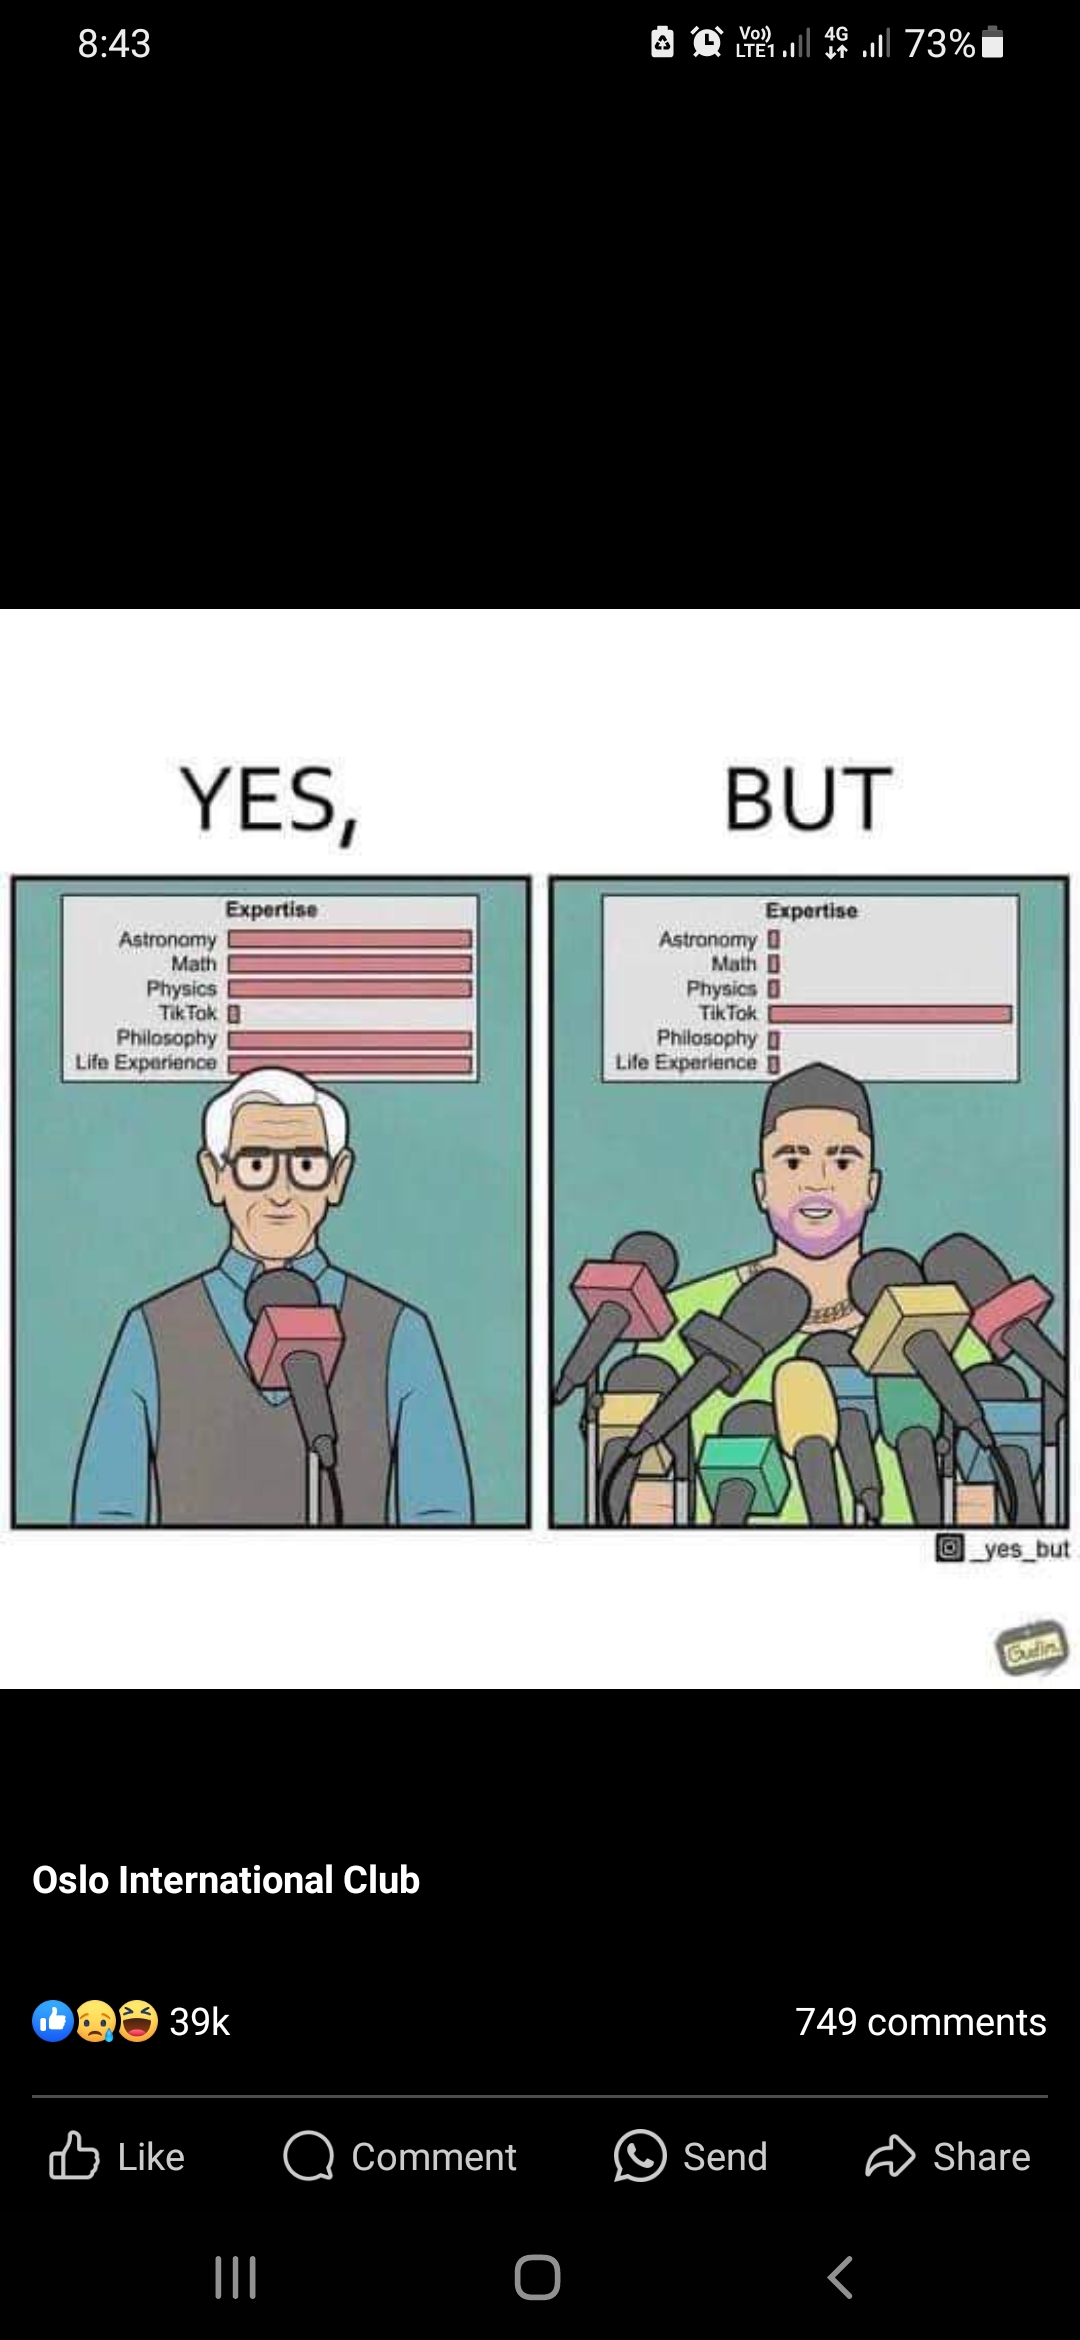 8:43
Vo)) LTE1 4G 73%
YES,
BUT
Expertise
Astronomy
Math
Physics
TikTok
Philosophy
Life Experience
Expertise
Astronomy
Math
Physics
TikTok
Philosophy
Life Experience
_yes_but
Gudim
Oslo International Club
39k
749 comments
Like
Comment
Send
Share